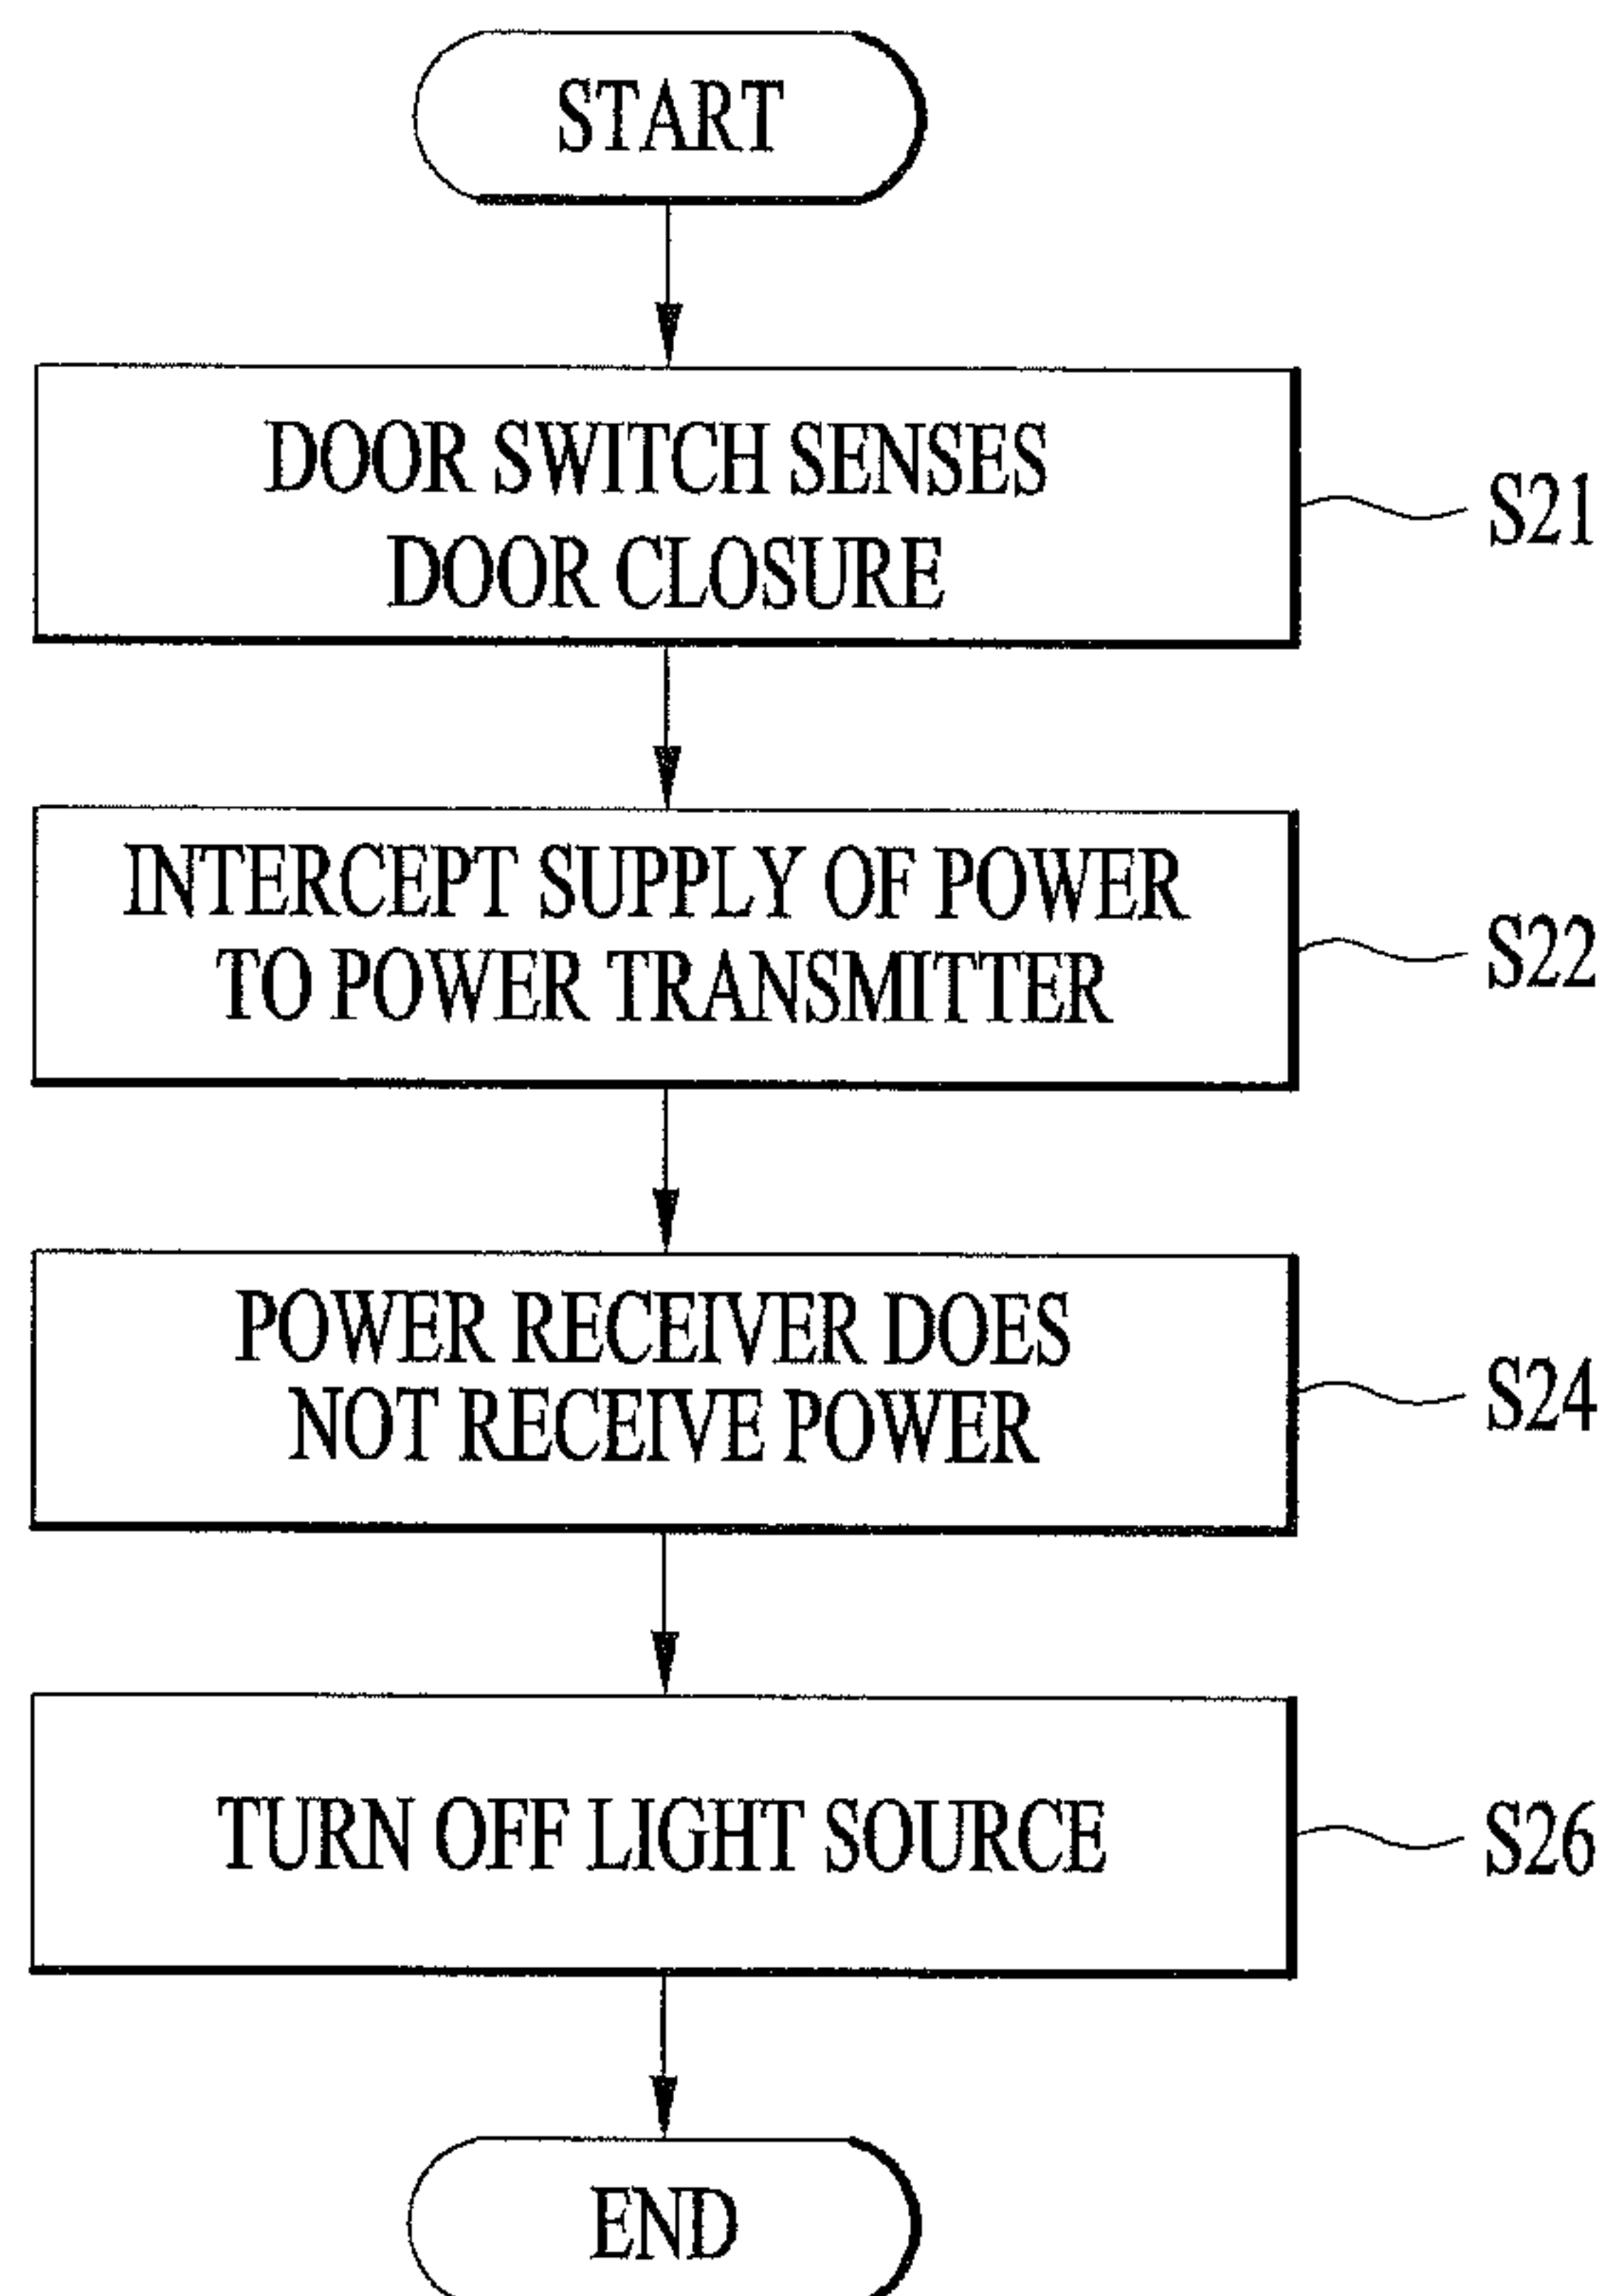 START
DOOR SWITCH SENSES
DOOR CLOSURE
S21
INTERCEPT SUPPLY OF POWER
TO POWER TRANSMITTER
S22
POWER RECEIVER DOES
NOT RECEIVE POWER
S24
TURN OFF LIGHT SOURCE
S26
END